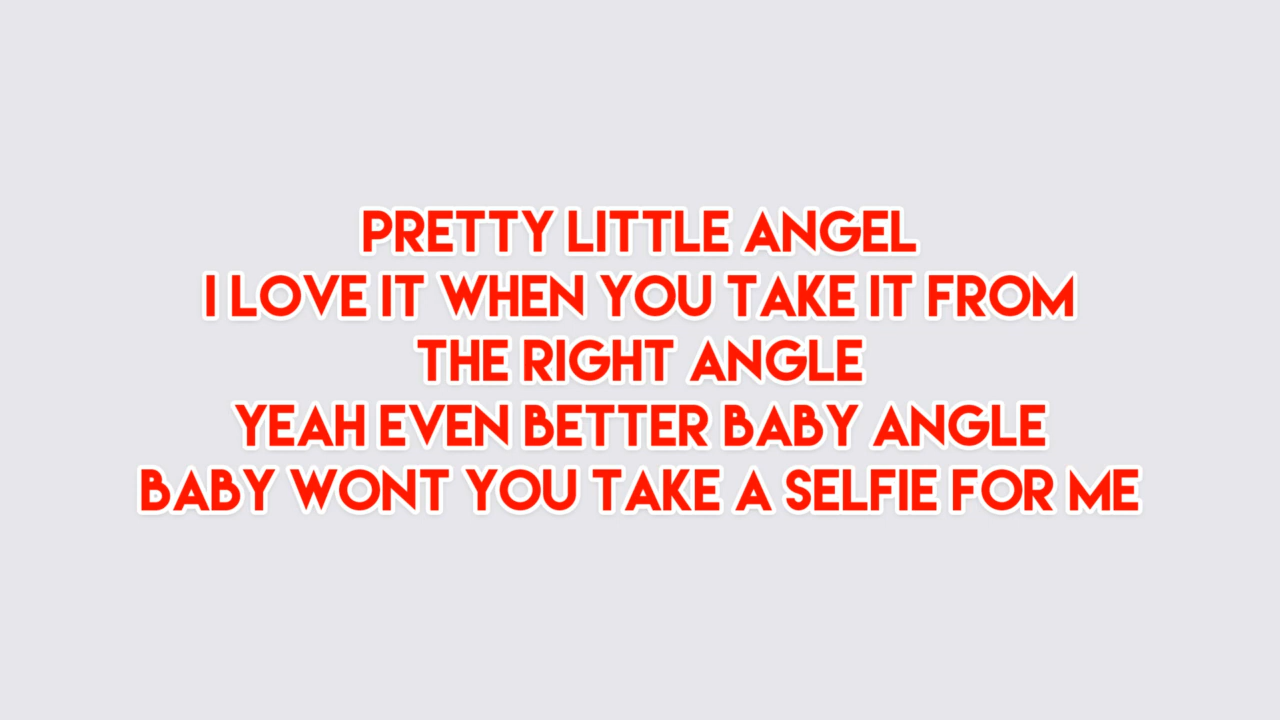 PRETTY LITTLE ANGEL
I LOVE IT WHEN YOU TAKE IT FROM
THE RIGHT ANGLE
YEAH EVEN BETTER BABY ANGLE
BABY WONT YOU TAKE A SELFIE FOR ME